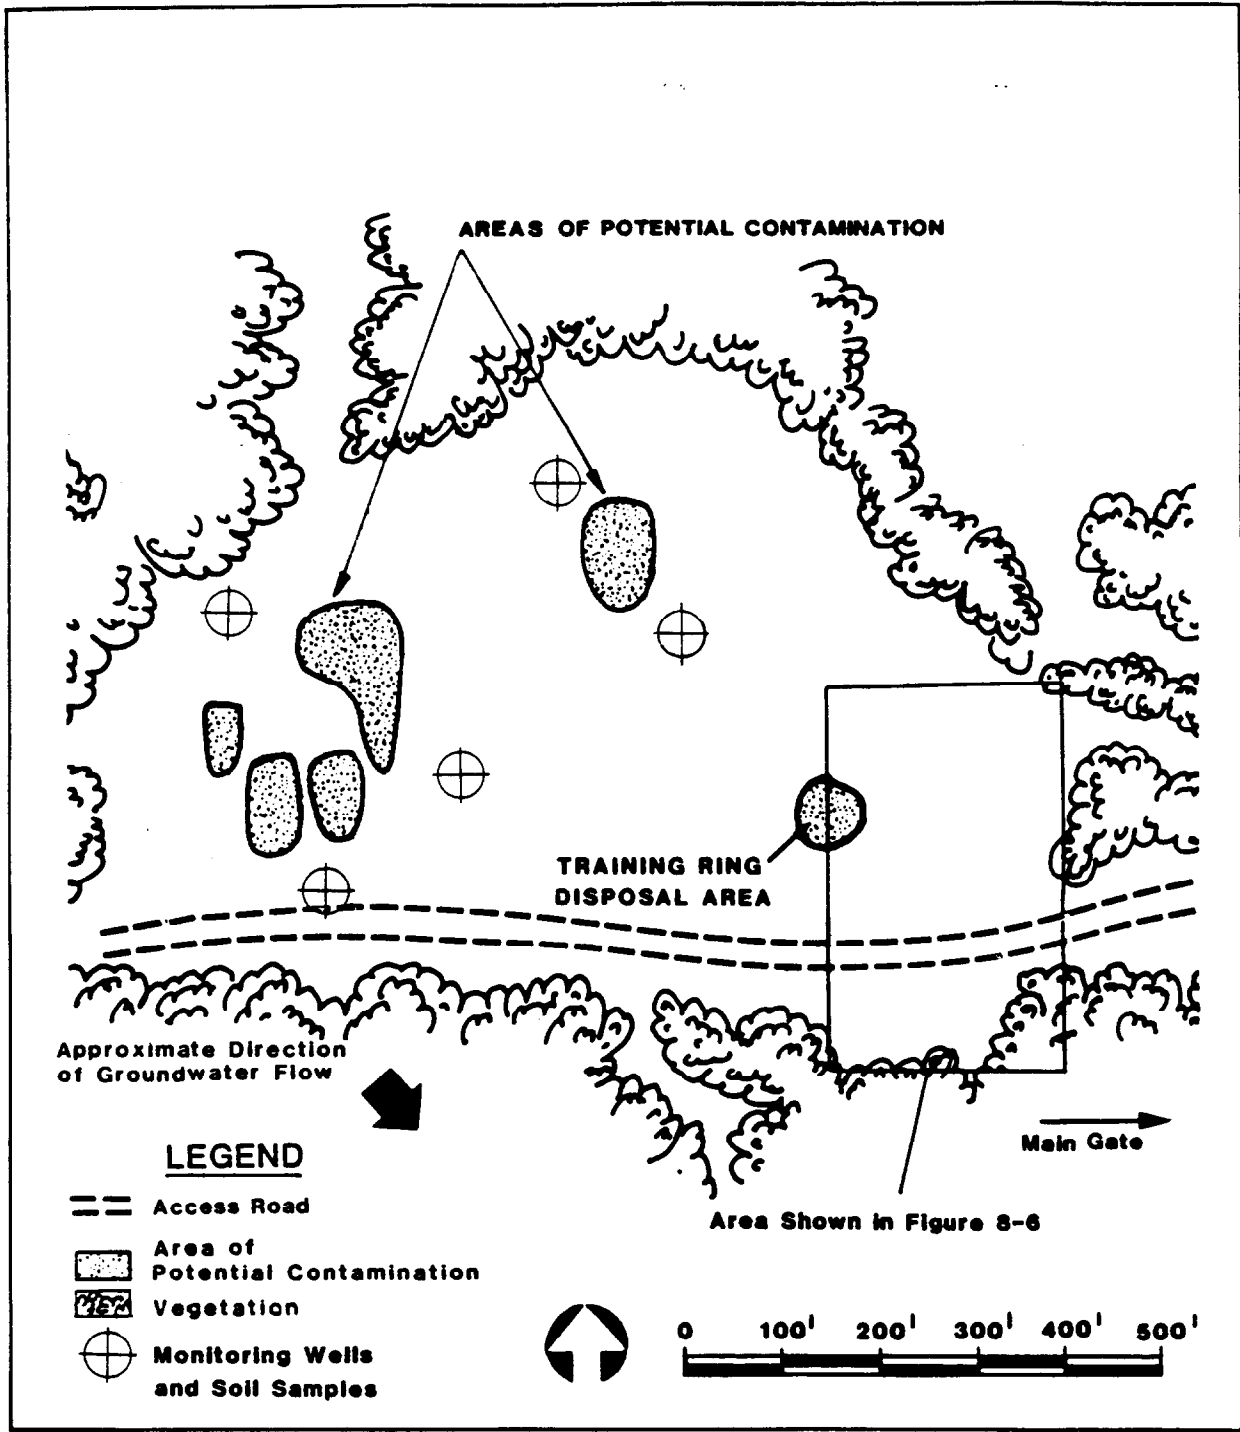 AREAS OF POTENTIAL CONTAMINATION
TRAINING RING
DISPOSAL AREA
Approximate Direction
of Groundwater Flow
Main Gate
Area Shown in Figure 8-6
LEGEND
Access Road
Area of
Potential Contamination
Vegetation
Monitoring Wells
and Soil Samples
0 100' 200' 300' 400' 500'